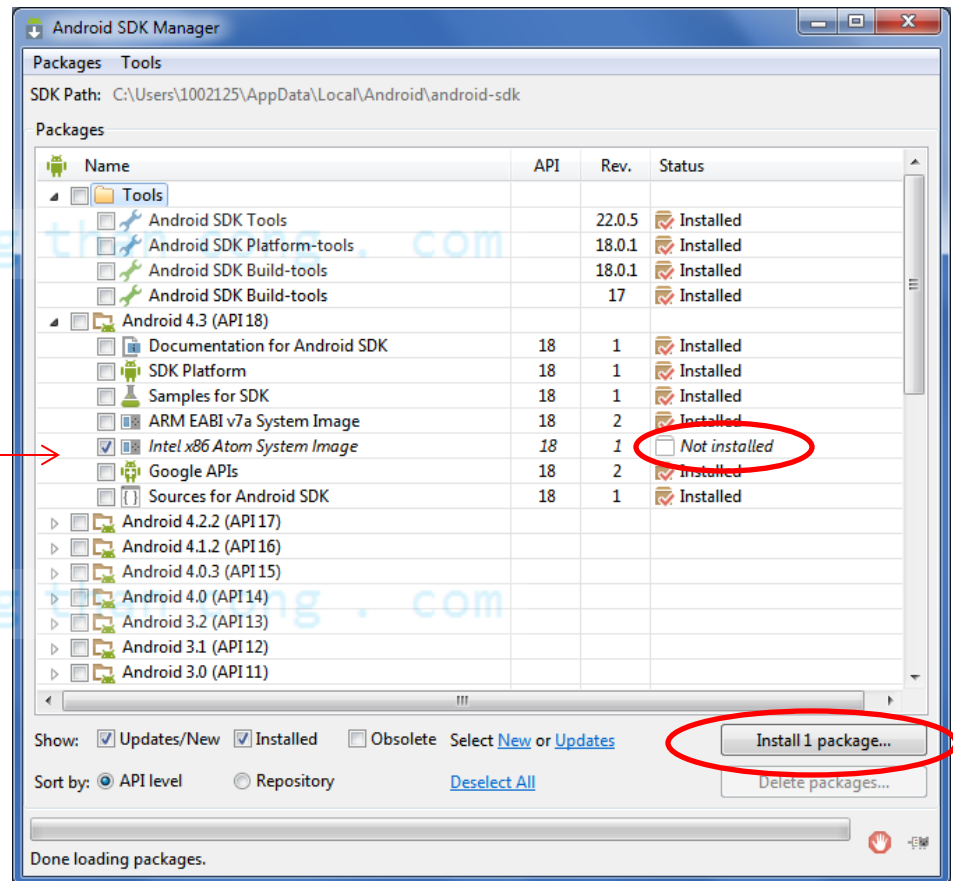 Android SDK Manager
Packages Tools
SDK Path: C:\Users\1002125\AppData\Local\Android\android-sdk
Packages
Name API Rev. Status
Tools
Android SDK Tools 22.0.5 Installed
Android SDK Platform-tools 18.0.1 Installed
Android SDK Build-tools 18.0.1 Installed
Android SDK Build-tools 17 Installed
Android 4.3 (API 18)
Documentation for Android SDK 18 1 Installed
SDK Platform 18 1 Installed
Samples for SDK 18 1 Installed
ARM EABI v7a System Image 18 2 Installed
Intel x86 Atom System Image 18 1 Not installed
Google APIs 18 2 Installed
Sources for Android SDK 18 1 Installed
Android 4.2.2 (API 17)
Android 4.1.2 (API 16)
Android 4.0.3 (API 15)
Android 4.0 (API 14)
Android 3.2 (API 13)
Android 3.1 (API 12)
Android 3.0 (API 11)
Show: Updates/New Installed Obsolete Select New or Updates Install 1 package...
Sort by: API level Repository Deselect All Delete packages...
Done loading packages.
g than cong . com
g than cong . com